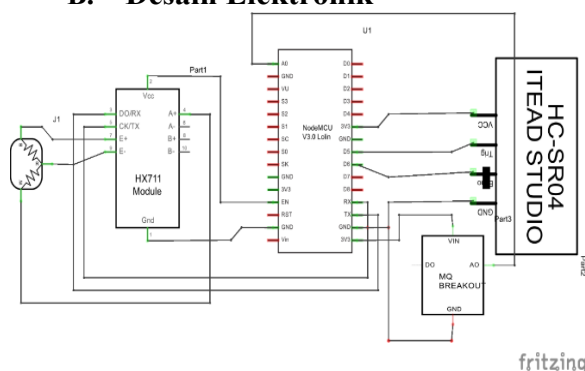 B. Desain Elektronik
U1
Part1
J1
2
Vcc
DO/RX
CK/TX
E+
E-
A+
A-
B+
B-
HX711
Module
Gnd
1
A0
GND
VU
S3
S2
S1
SC
S0
SK
GND
3V3
EN
RST
GND
Vin
NodeMCU
V3.0 Lolin
D0
D1
D2
D3
D4
3V3
GND
D5
D6
D7
D8
RX
TX
GND
3V3
VCC
Trig
GND
HC-SR04
ITEAD STUDIO
Part3
Part2
VIN
DO
AO
MQ
BREAKOUT
GND
fritzing